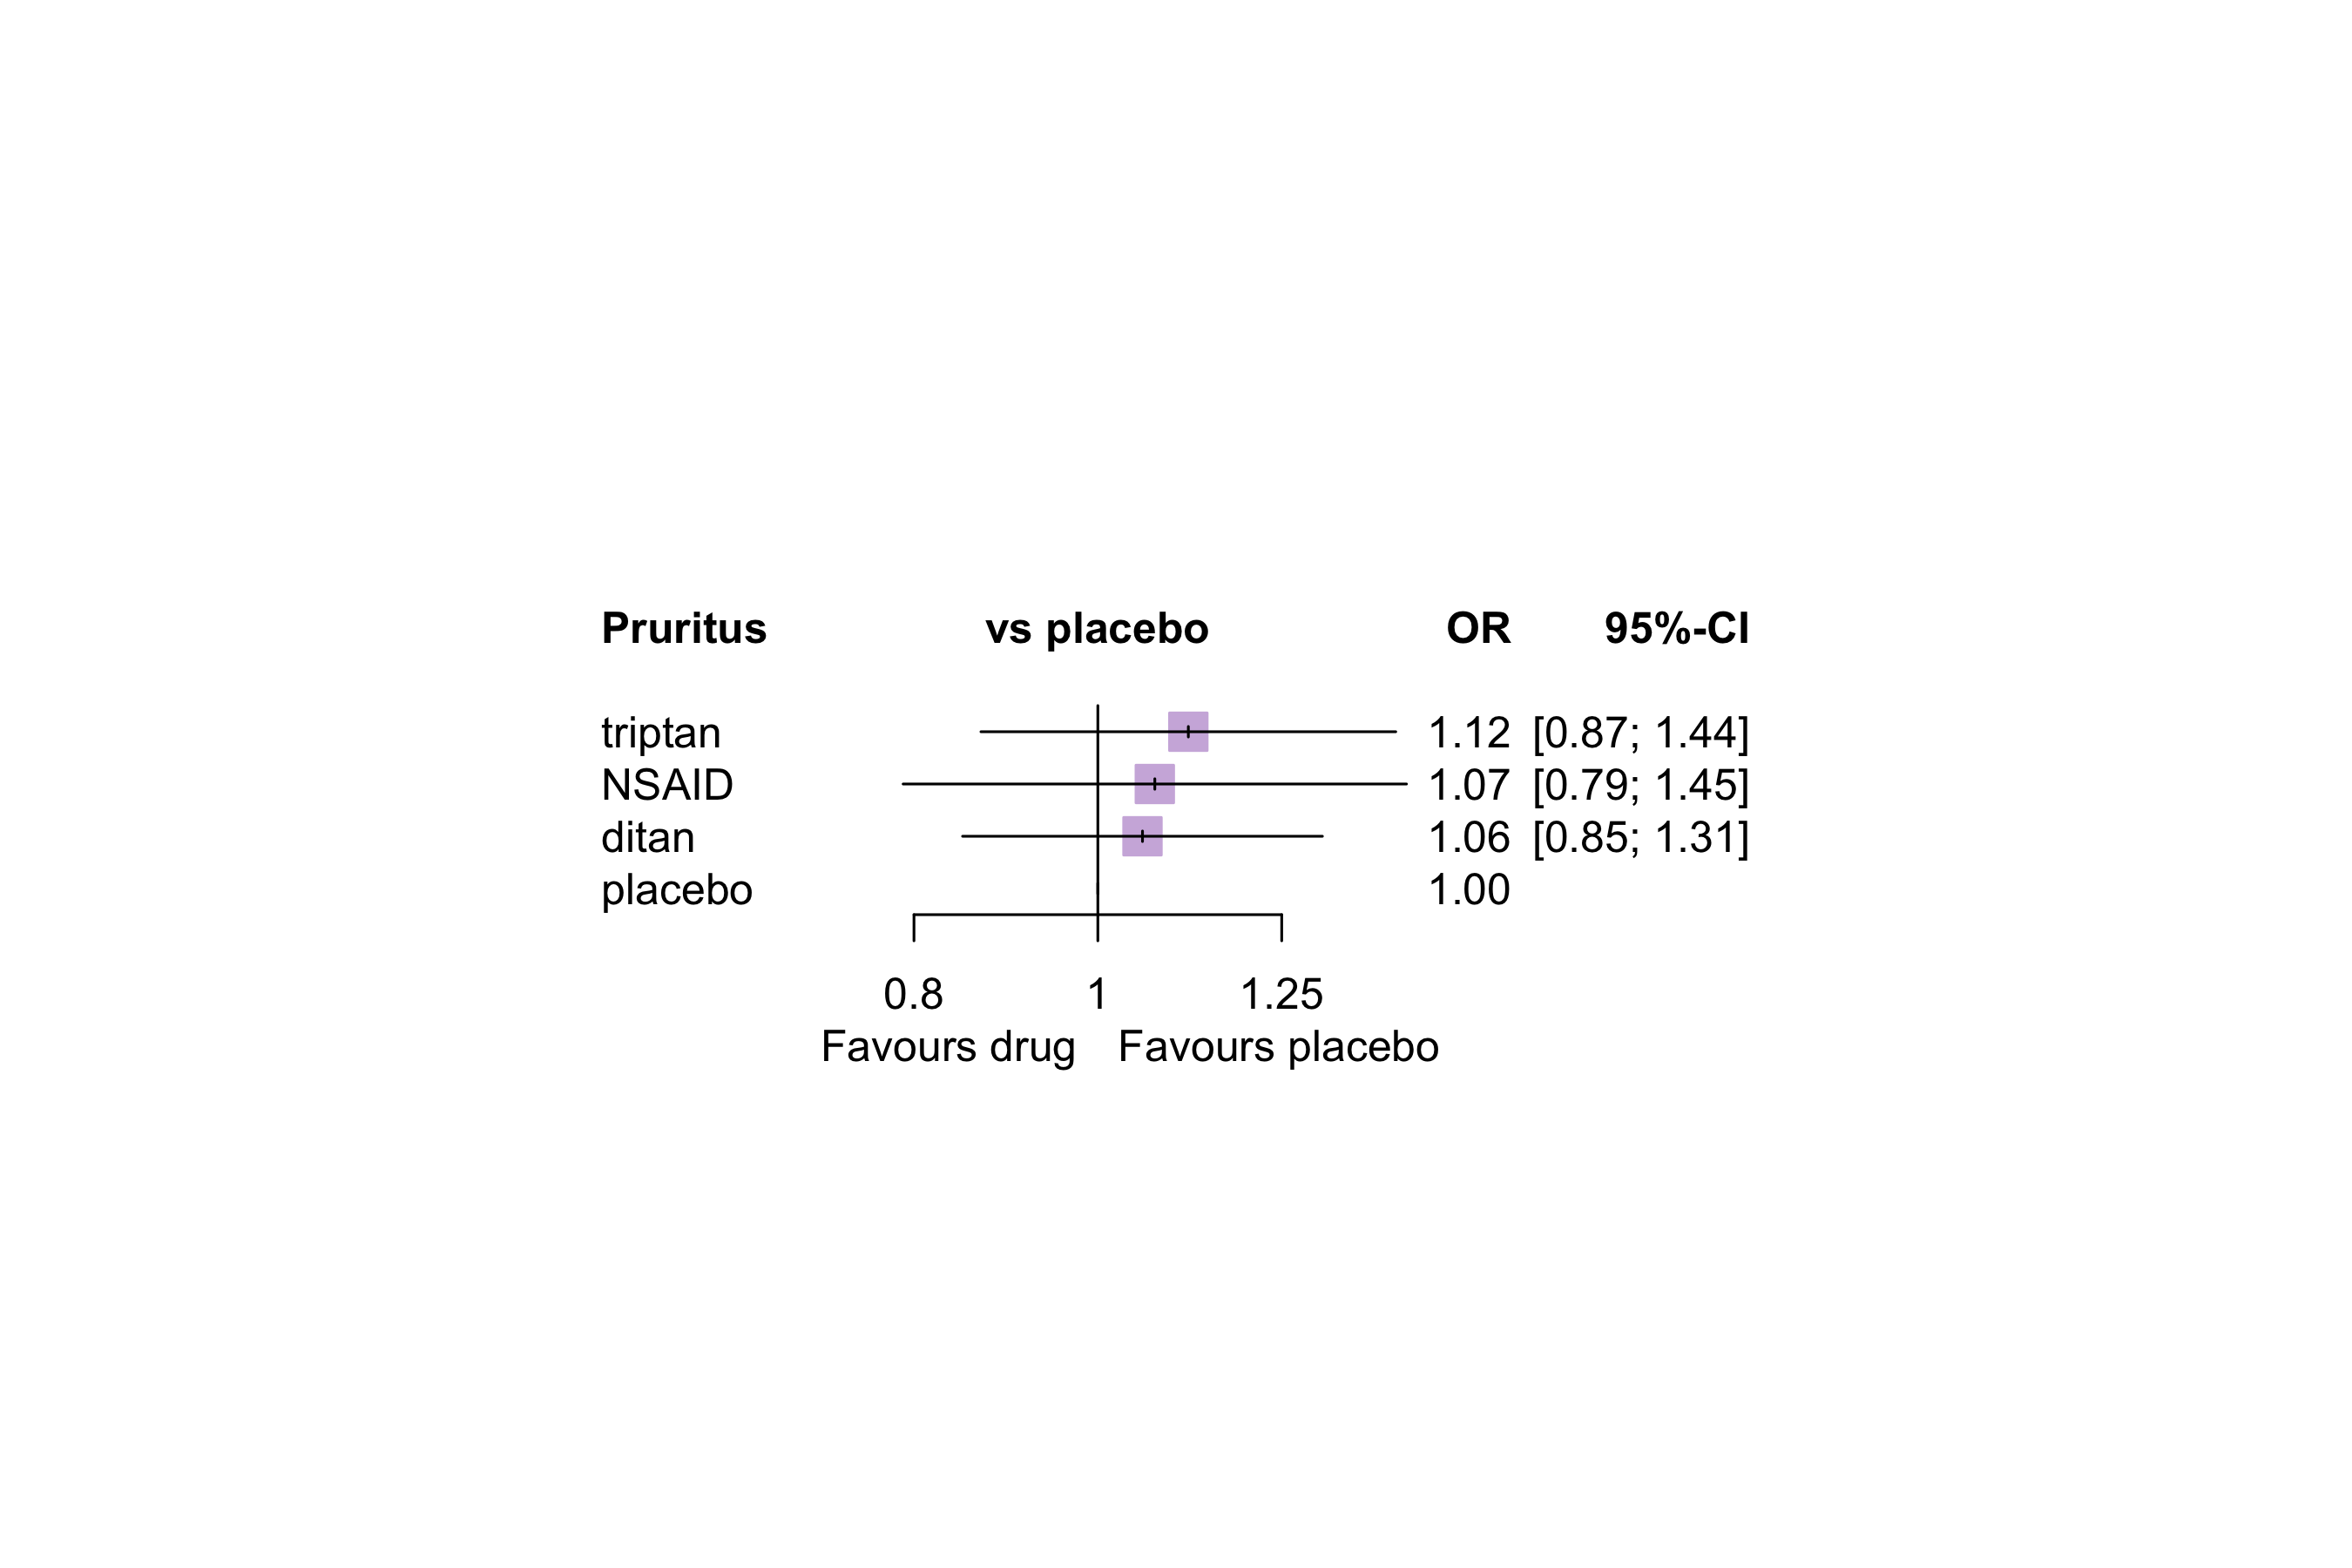 Pruritus vs placebo OR 95%-CI
triptan 1.12 [0.87; 1.44]
NSAID 1.07 [0.79; 1.45]
ditan 1.06 [0.85; 1.31]
placebo 1.00
0.8 1 1.25
Favours drug Favours placebo